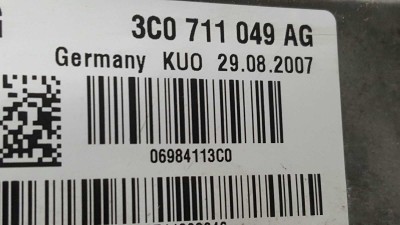 3C0 711 049 AG
Germany KUO 29.08.2007
06984113C0